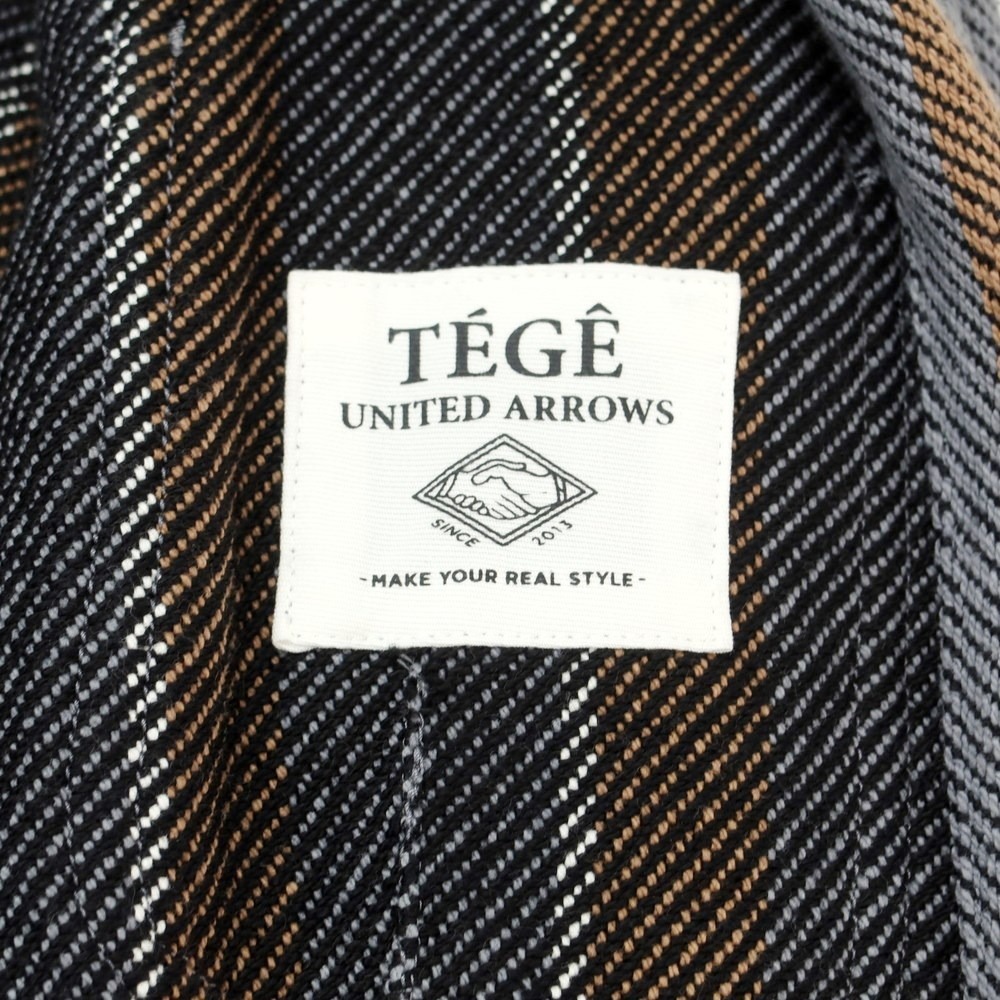 TÉGÊ
UNITED ARROWS
SINCE 2013
-MAKE YOUR REAL STYLE-